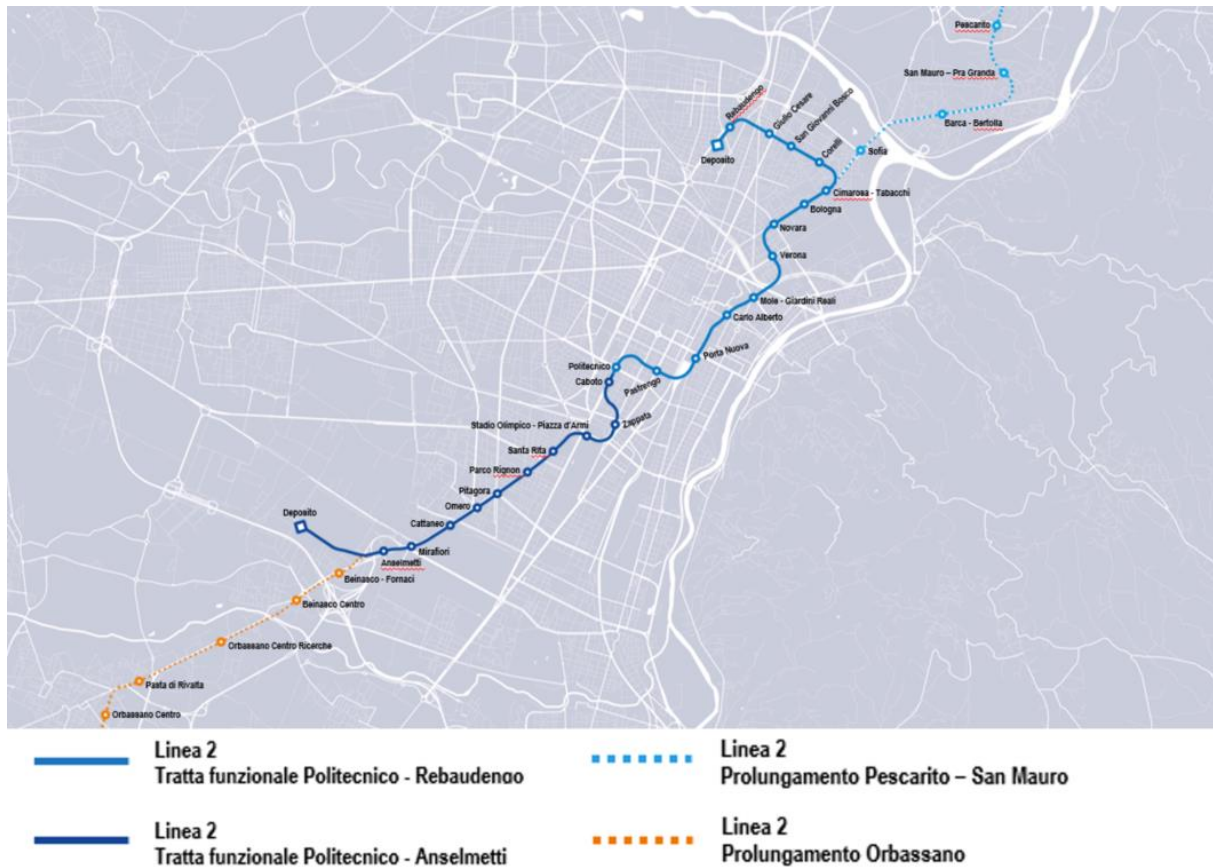 Pescarito
San Mauro – Pra Granda
Barca - Bertolla
Sofia
Rebaudengo
Giulio Cesare
San Giovanni Bosco
Corelli
Deposito
Cimarosa - Tabacchi
Bologna
Novara
Verona
Mole - Giardini Reali
Carlo Alberto
Porta Nuova
Politecnico
Pastrengo
Caboto
Zappata
Stadio Olimpico - Piazza d'Armi
Santa Rita
Parco Rignon
Pitagora
Omero
Cattaneo
Deposito
Mirafiori
Anselmetti
Beinasco - Fornaci
Beinasco Centro
Orbassano Centro Ricerche
Pasta di Rivalta
Orbassano Centro
Linea 2
Tratta funzionale Politecnico - Rebaudengo
Linea 2
Prolungamento Pescarito – San Mauro
Linea 2
Tratta funzionale Politecnico - Anselmetti
Linea 2
Prolungamento Orbassano